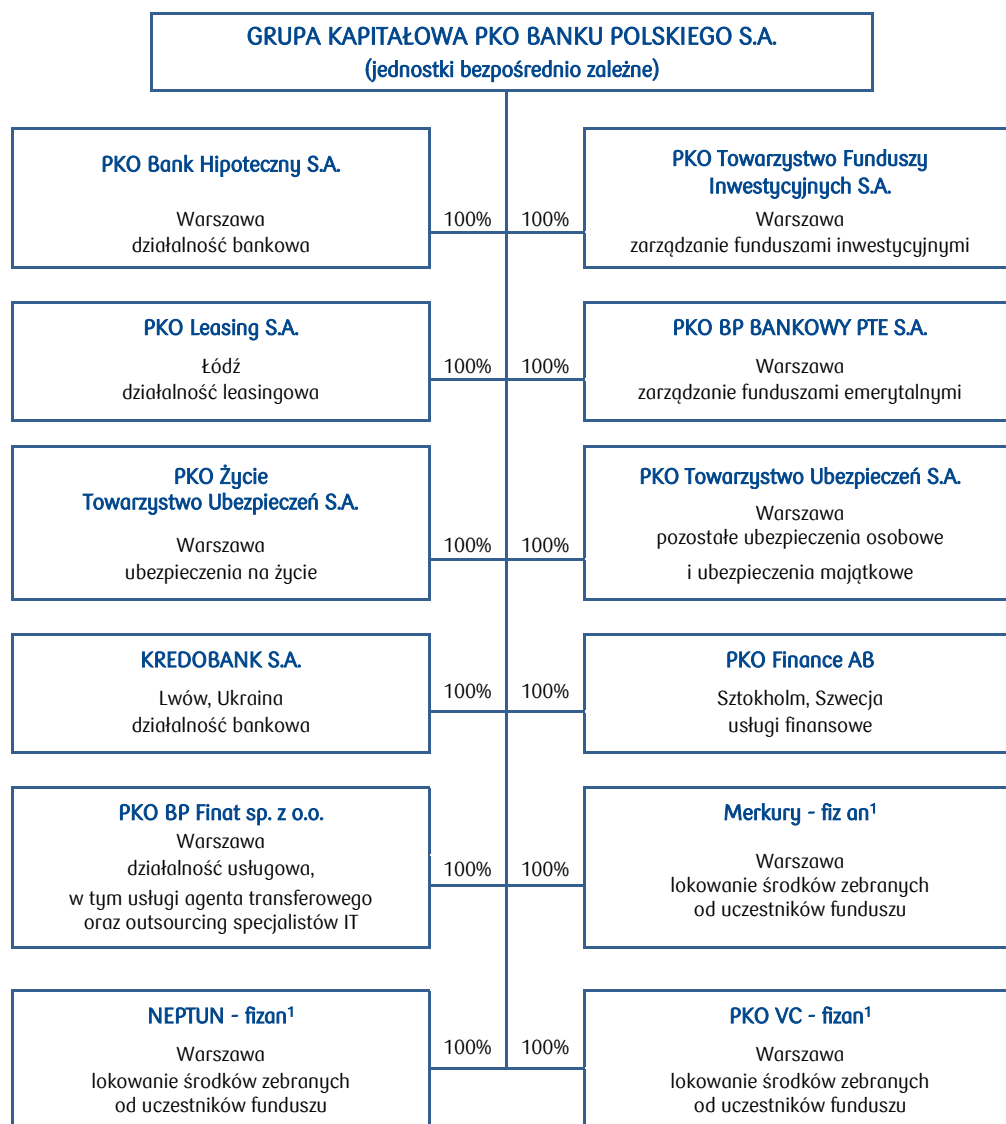 GRUPA KAPITAŁOWA PKO BANKU POLSKIEGO S.A.
(jednostki bezpośrednio zależne)
PKO Bank Hipoteczny S.A.
Warszawa
działalność bankowa
100%
100%
PKO Towarzystwo Funduszy
Inwestycyjnych S.A.
Warszawa
zarządzanie funduszami inwestycyjnymi
PKO Leasing S.A.
Łódź
działalność leasingowa
100%
100%
PKO BP BANKOWY PTE S.A.
Warszawa
zarządzanie funduszami emerytalnymi
PKO Życie
Towarzystwo Ubezpieczeń S.A.
Warszawa
ubezpieczenia na życie
100%
100%
PKO Towarzystwo Ubezpieczeń S.A.
Warszawa
pozostałe ubezpieczenia osobowe
i ubezpieczenia majątkowe
KREDOBANK S.A.
Lwów, Ukraina
działalność bankowa
100%
100%
PKO Finance AB
Sztokholm, Szwecja
usługi finansowe
PKO BP Finat sp. z o.o.
Warszawa
działalność usługowa,
w tym usługi agenta transferowego
oraz outsourcing specjalistów IT
100%
100%
Merkury - fiz an¹
Warszawa
lokowanie środków zebranych
od uczestników funduszu
NEPTUN - fizan¹
Warszawa
lokowanie środków zebranych
od uczestników funduszu
100%
100%
PKO VC - fizan¹
Warszawa
lokowanie środków zebranych
od uczestników funduszu